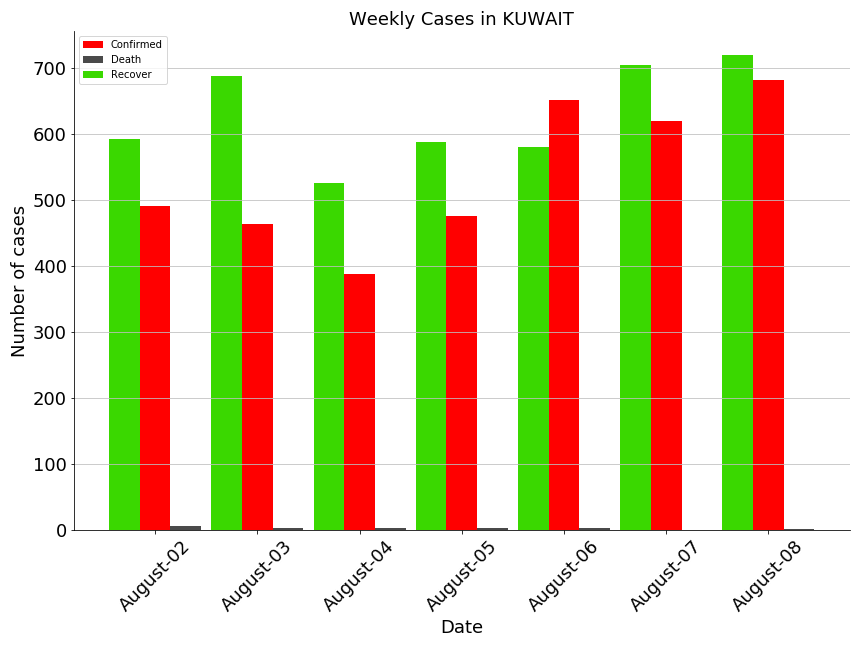 Weekly Cases in KUWAIT
Confirmed
Death
Recover
700
600
500
400
300
200
100
0
Number of cases
August-02
August-03
August-04
August-05
August-06
August-07
August-08
Date